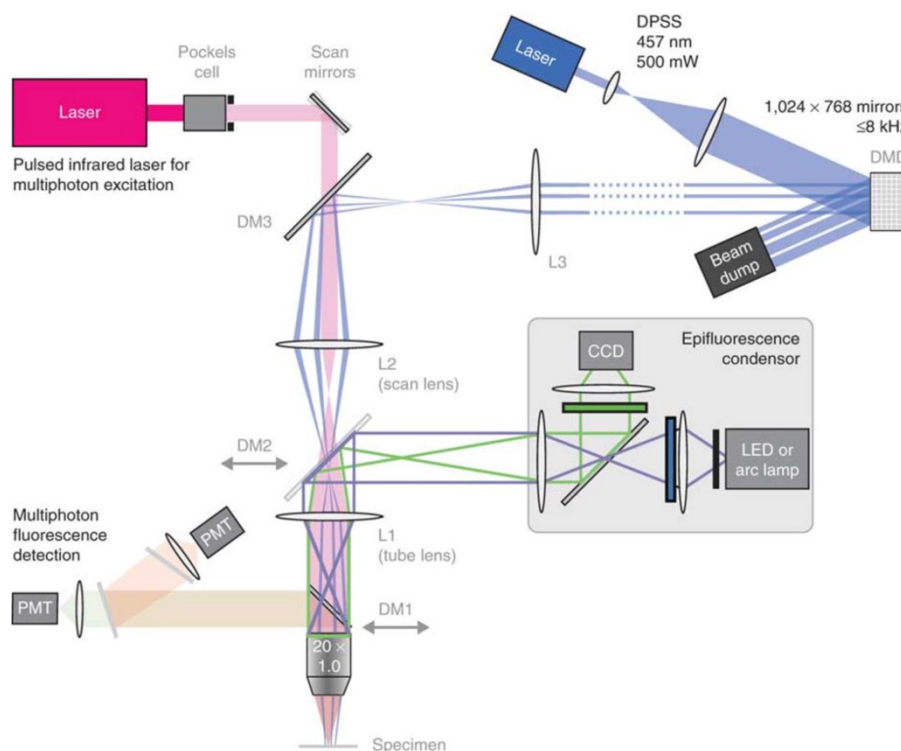 Pockels
cell
Scan
mirrors
Laser
Pulsed infrared laser for
multiphoton excitation
Laser
DPSS
457 nm
500 mW
1,024 × 768 mirrors
≤8 kHz
DMD
DM3
L3
Beam
dump
L2
(scan lens)
CCD
Epifluorescence
condensor
LED or
arc lamp
DM2
L1
(tube lens)
Multiphoton
fluorescence
detection
PMT
PMT
DM1
20 ×
1.0
Specimen